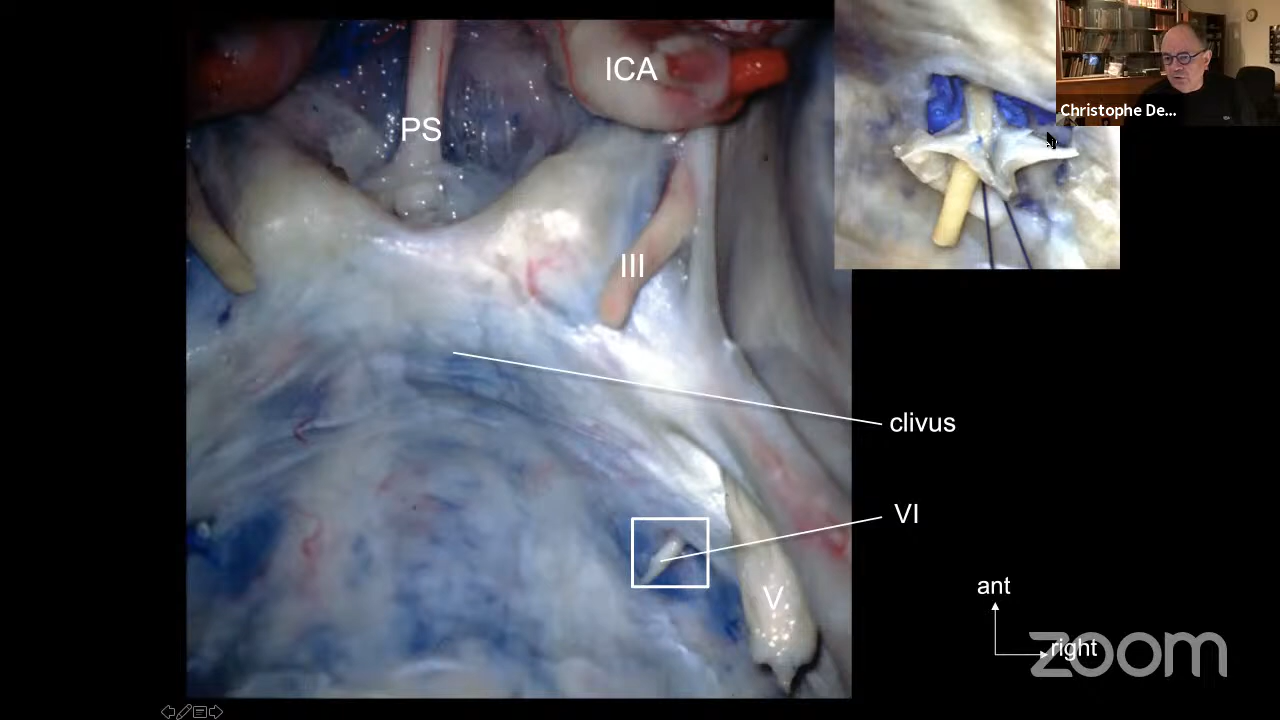 ICA
Christophe De...
PS
III
clivus
VI
ant
V
right
zoom